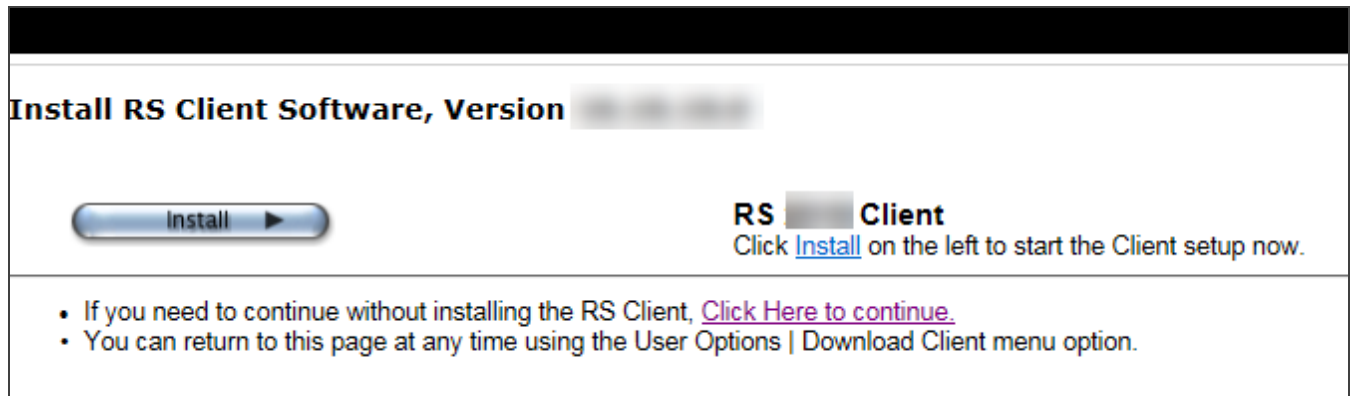 Install RS Client Software, Version
Install
RS Client
Click Install on the left to start the Client setup now.
• If you need to continue without installing the RS Client, Click Here to continue.
• You can return to this page at any time using the User Options | Download Client menu option.